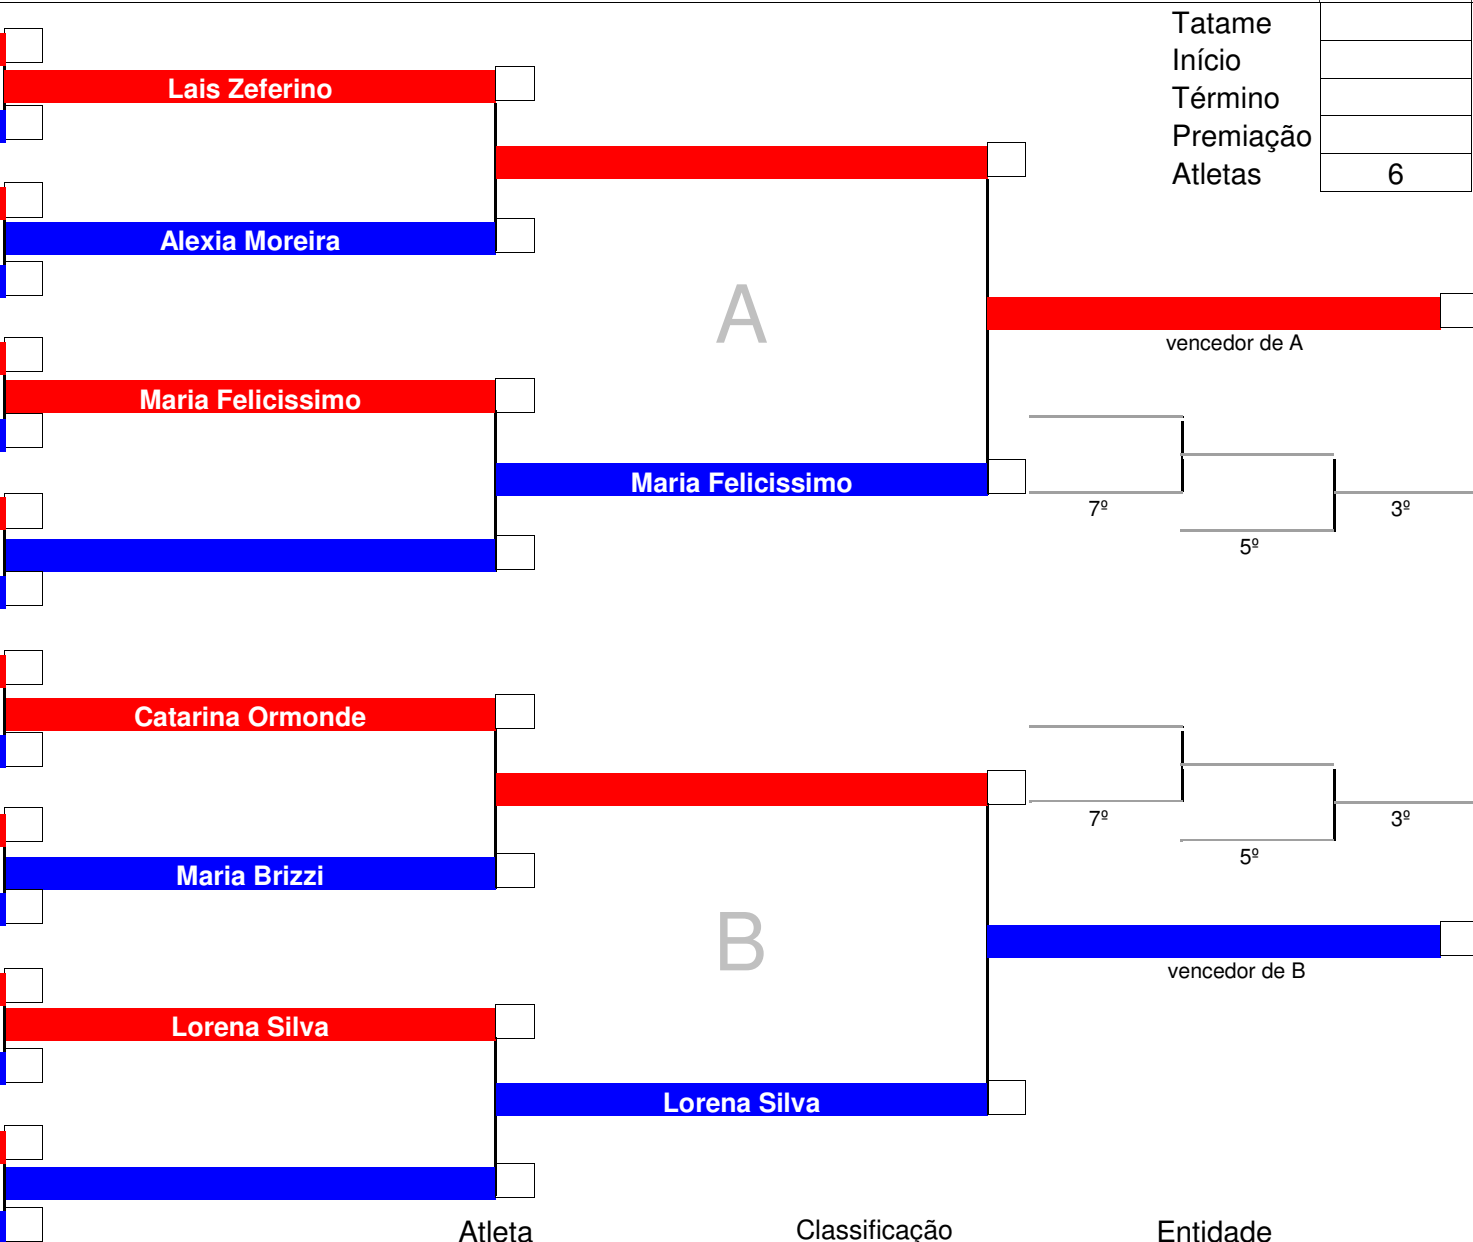 Tatame
Início
Término
Premiação
Atletas 6
Lais Zeferino
Alexia Moreira
A
vencedor de A
Maria Felicissimo
Maria Felicissimo
7º
3º
5º
Catarina Ormonde
7º
3º
5º
Maria Brizzi
B
vencedor de B
Lorena Silva
Lorena Silva
Atleta Classificação Entidade